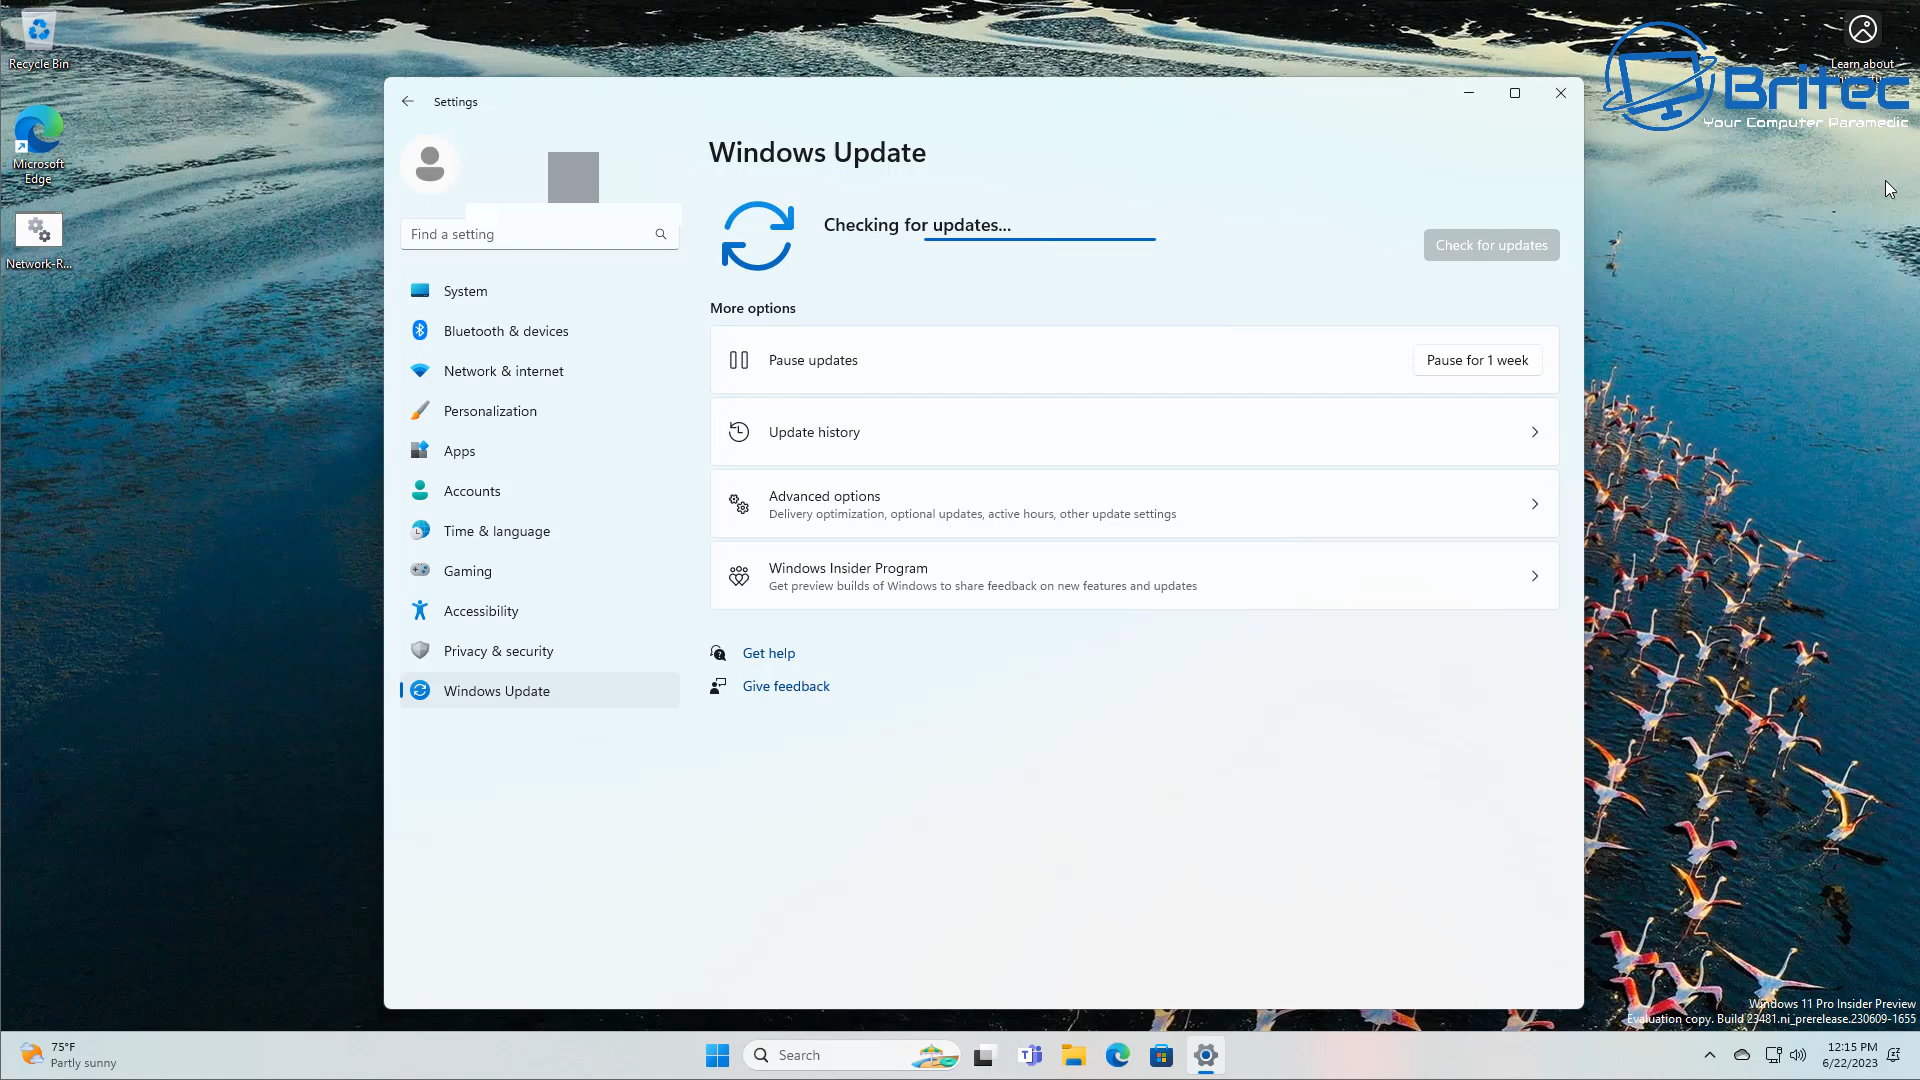 Recycle Bin
Microsoft
Edge
Network-R...
Learn about
Britec
Your Computer Paramedic
Settings
Find a setting
System
Bluetooth & devices
Network & internet
Personalization
Apps
Accounts
Time & language
Gaming
Accessibility
Privacy & security
Windows Update
Windows Update
Checking for updates...
Check for updates
More options
Pause updates
Pause for 1 week
Update history
Advanced options
Delivery optimization, optional updates, active hours, other update settings
Windows Insider Program
Get preview builds of Windows to share feedback on new features and updates
Get help
Give feedback
Windows 11 Pro Insider Preview
Evaluation copy. Build 23481.ni_prerelease.230609-1655
75°F
Partly sunny
Search
12:15 PM
6/22/2023